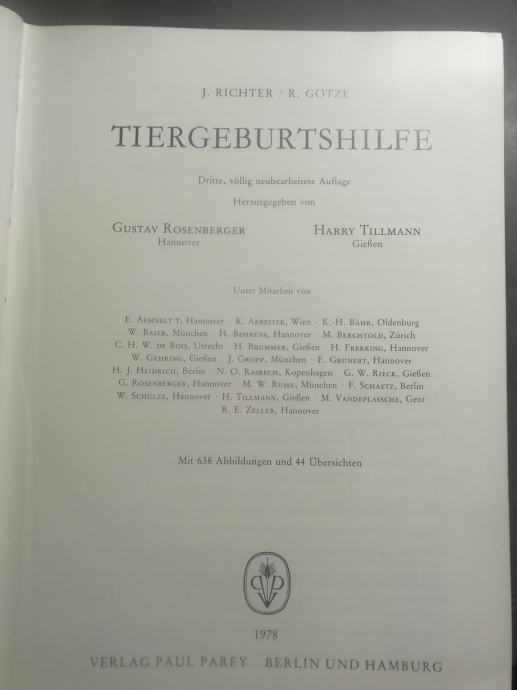 J. RICHTER / R. GÖTZE
TIERGEBURTSHILFE
Dritte, völlig neubearbeitete Auflage
Herausgegeben von
GUSTAV ROSENBERGER HARRY TILLMANN
Hannover Gießen
Unter Mitarbeit von
E. AEHNELT †, Hannover · K. ARBEITER, Wien · K.-H. BÄHR, Oldenburg
W. BAIER, München · H. BEHRENS, Hannover · M. BERCHTOLD, Zürich
C. H. W. DE BOIS, Utrecht · H. BRUMMER, Gießen · H. FRERKING, Hannover
W. GEHRING, Gießen · J. GROPP, München · E. GRUNERT, Hannover
H. J. HEIDRICH, Berlin · N. O. RASBECH, Kopenhagen · G. W. RIECK, Gießen
G. ROSENBERGER, Hannover · M. W. RÜSSE, München · F. SCHAETZ, Berlin
W. SCHULZE, Hannover · H. TILLMANN, Gießen · M. VANDEPLASSCHE, Gent
R. E. ZELLER, Hannover
Mit 638 Abbildungen und 44 Übersichten
1978
VERLAG PAUL PAREY · BERLIN UND HAMBURG